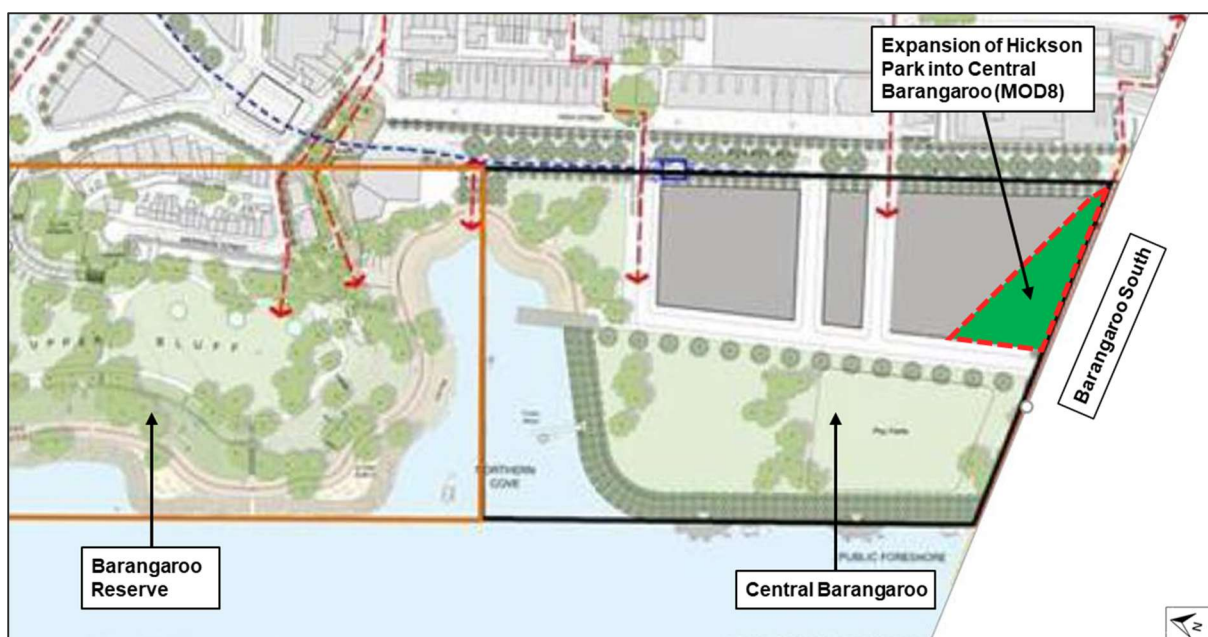 Expansion of Hickson
Park into Central
Barangaroo (MOD8)
Barangaroo South
UPPER BLUFF
NORTHERN
COVE
PUBLIC FORESHORE
Barangaroo
Reserve
Central Barangaroo
N